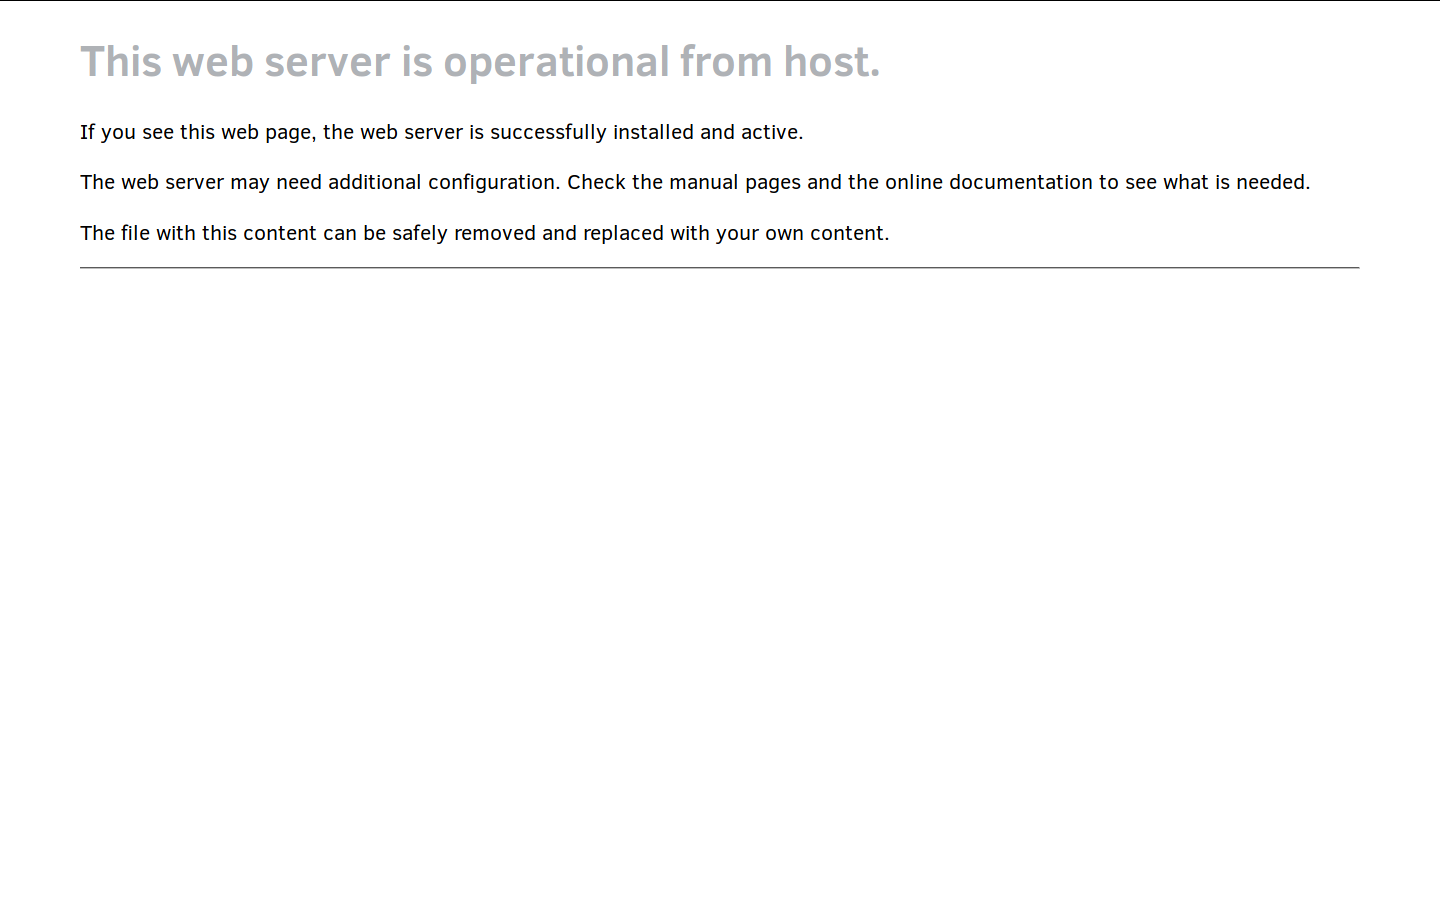 This web server is operational from host.
If you see this web page, the web server is successfully installed and active.
The web server may need additional configuration. Check the manual pages and the online documentation to see what is needed.
The file with this content can be safely removed and replaced with your own content.